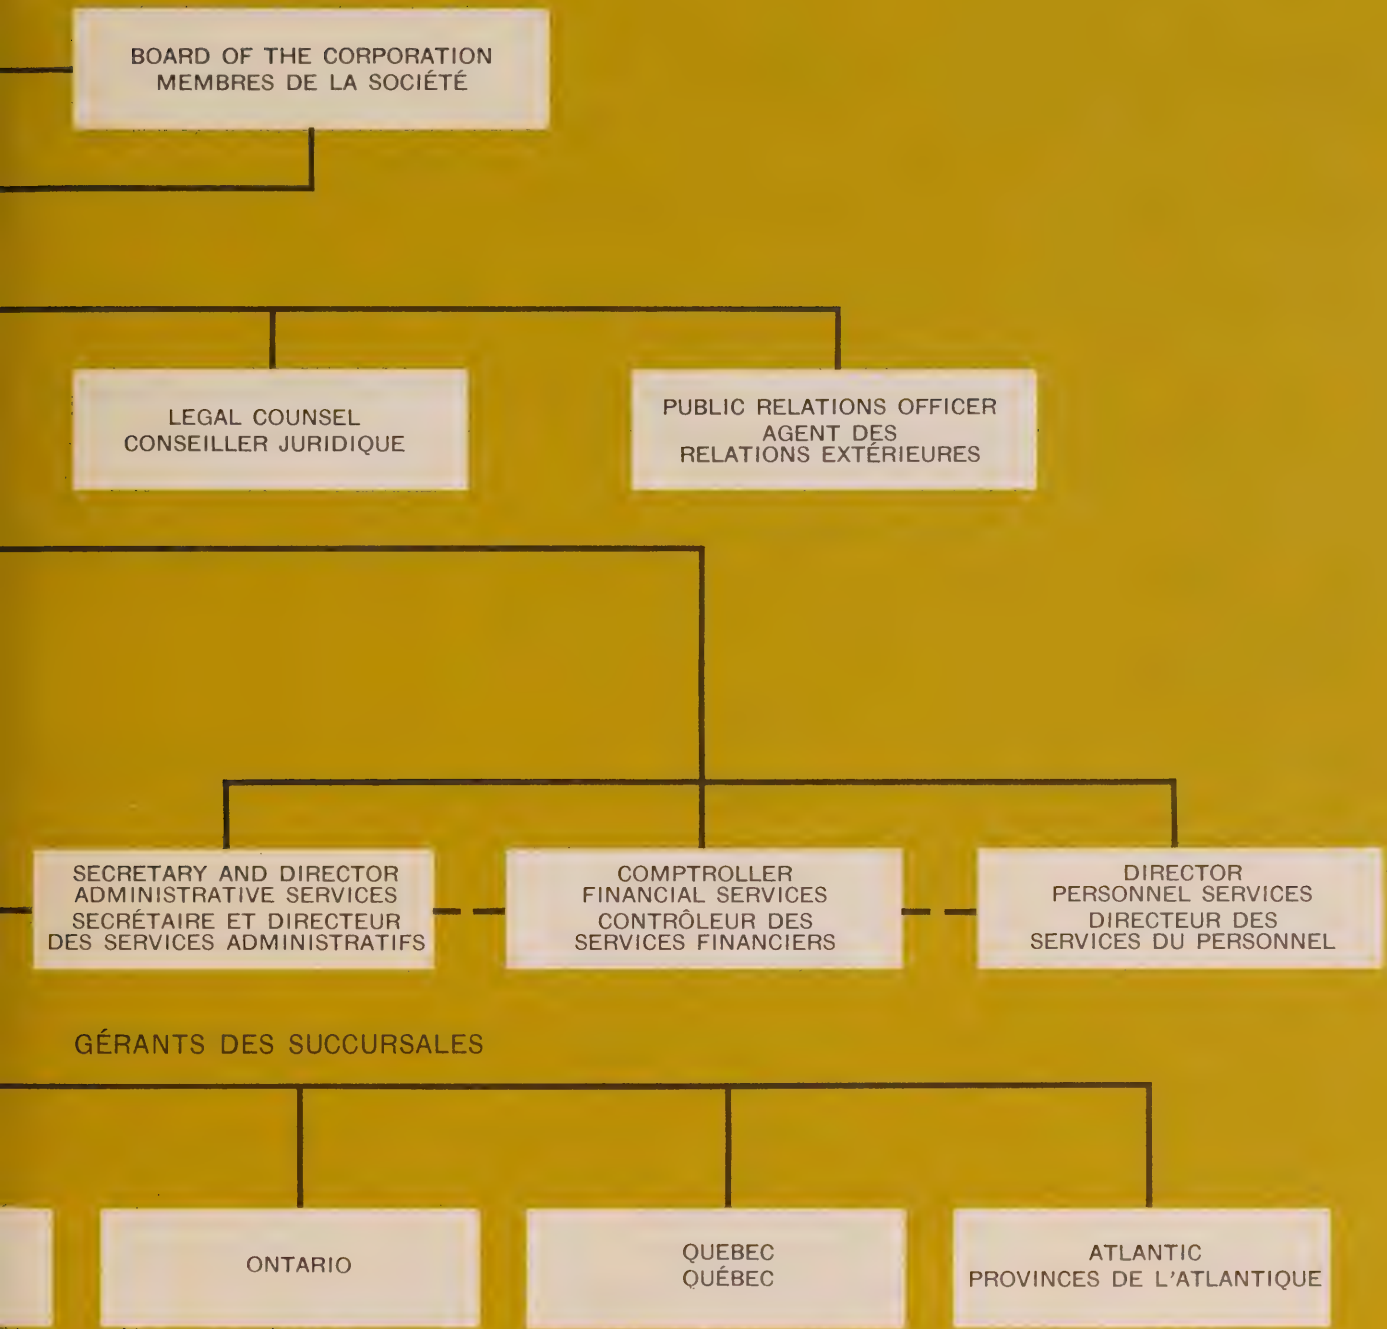 BOARD OF THE CORPORATION
MEMBRES DE LA SOCIÉTÉ
LEGAL COUNSEL
CONSEILLER JURIDIQUE
PUBLIC RELATIONS OFFICER
AGENT DES
RELATIONS EXTÉRIEURES
SECRETARY AND DIRECTOR
ADMINISTRATIVE SERVICES
SECRÉTAIRE ET DIRECTEUR
DES SERVICES ADMINISTRATIFS
COMPTROLLER
FINANCIAL SERVICES
CONTRÔLEUR DES
SERVICES FINANCIERS
DIRECTOR
PERSONNEL SERVICES
DIRECTEUR DES
SERVICES DU PERSONNEL
GÉRANTS DES SUCCURSALES
ONTARIO
QUEBEC
QUÉBEC
ATLANTIC
PROVINCES DE L'ATLANTIQUE